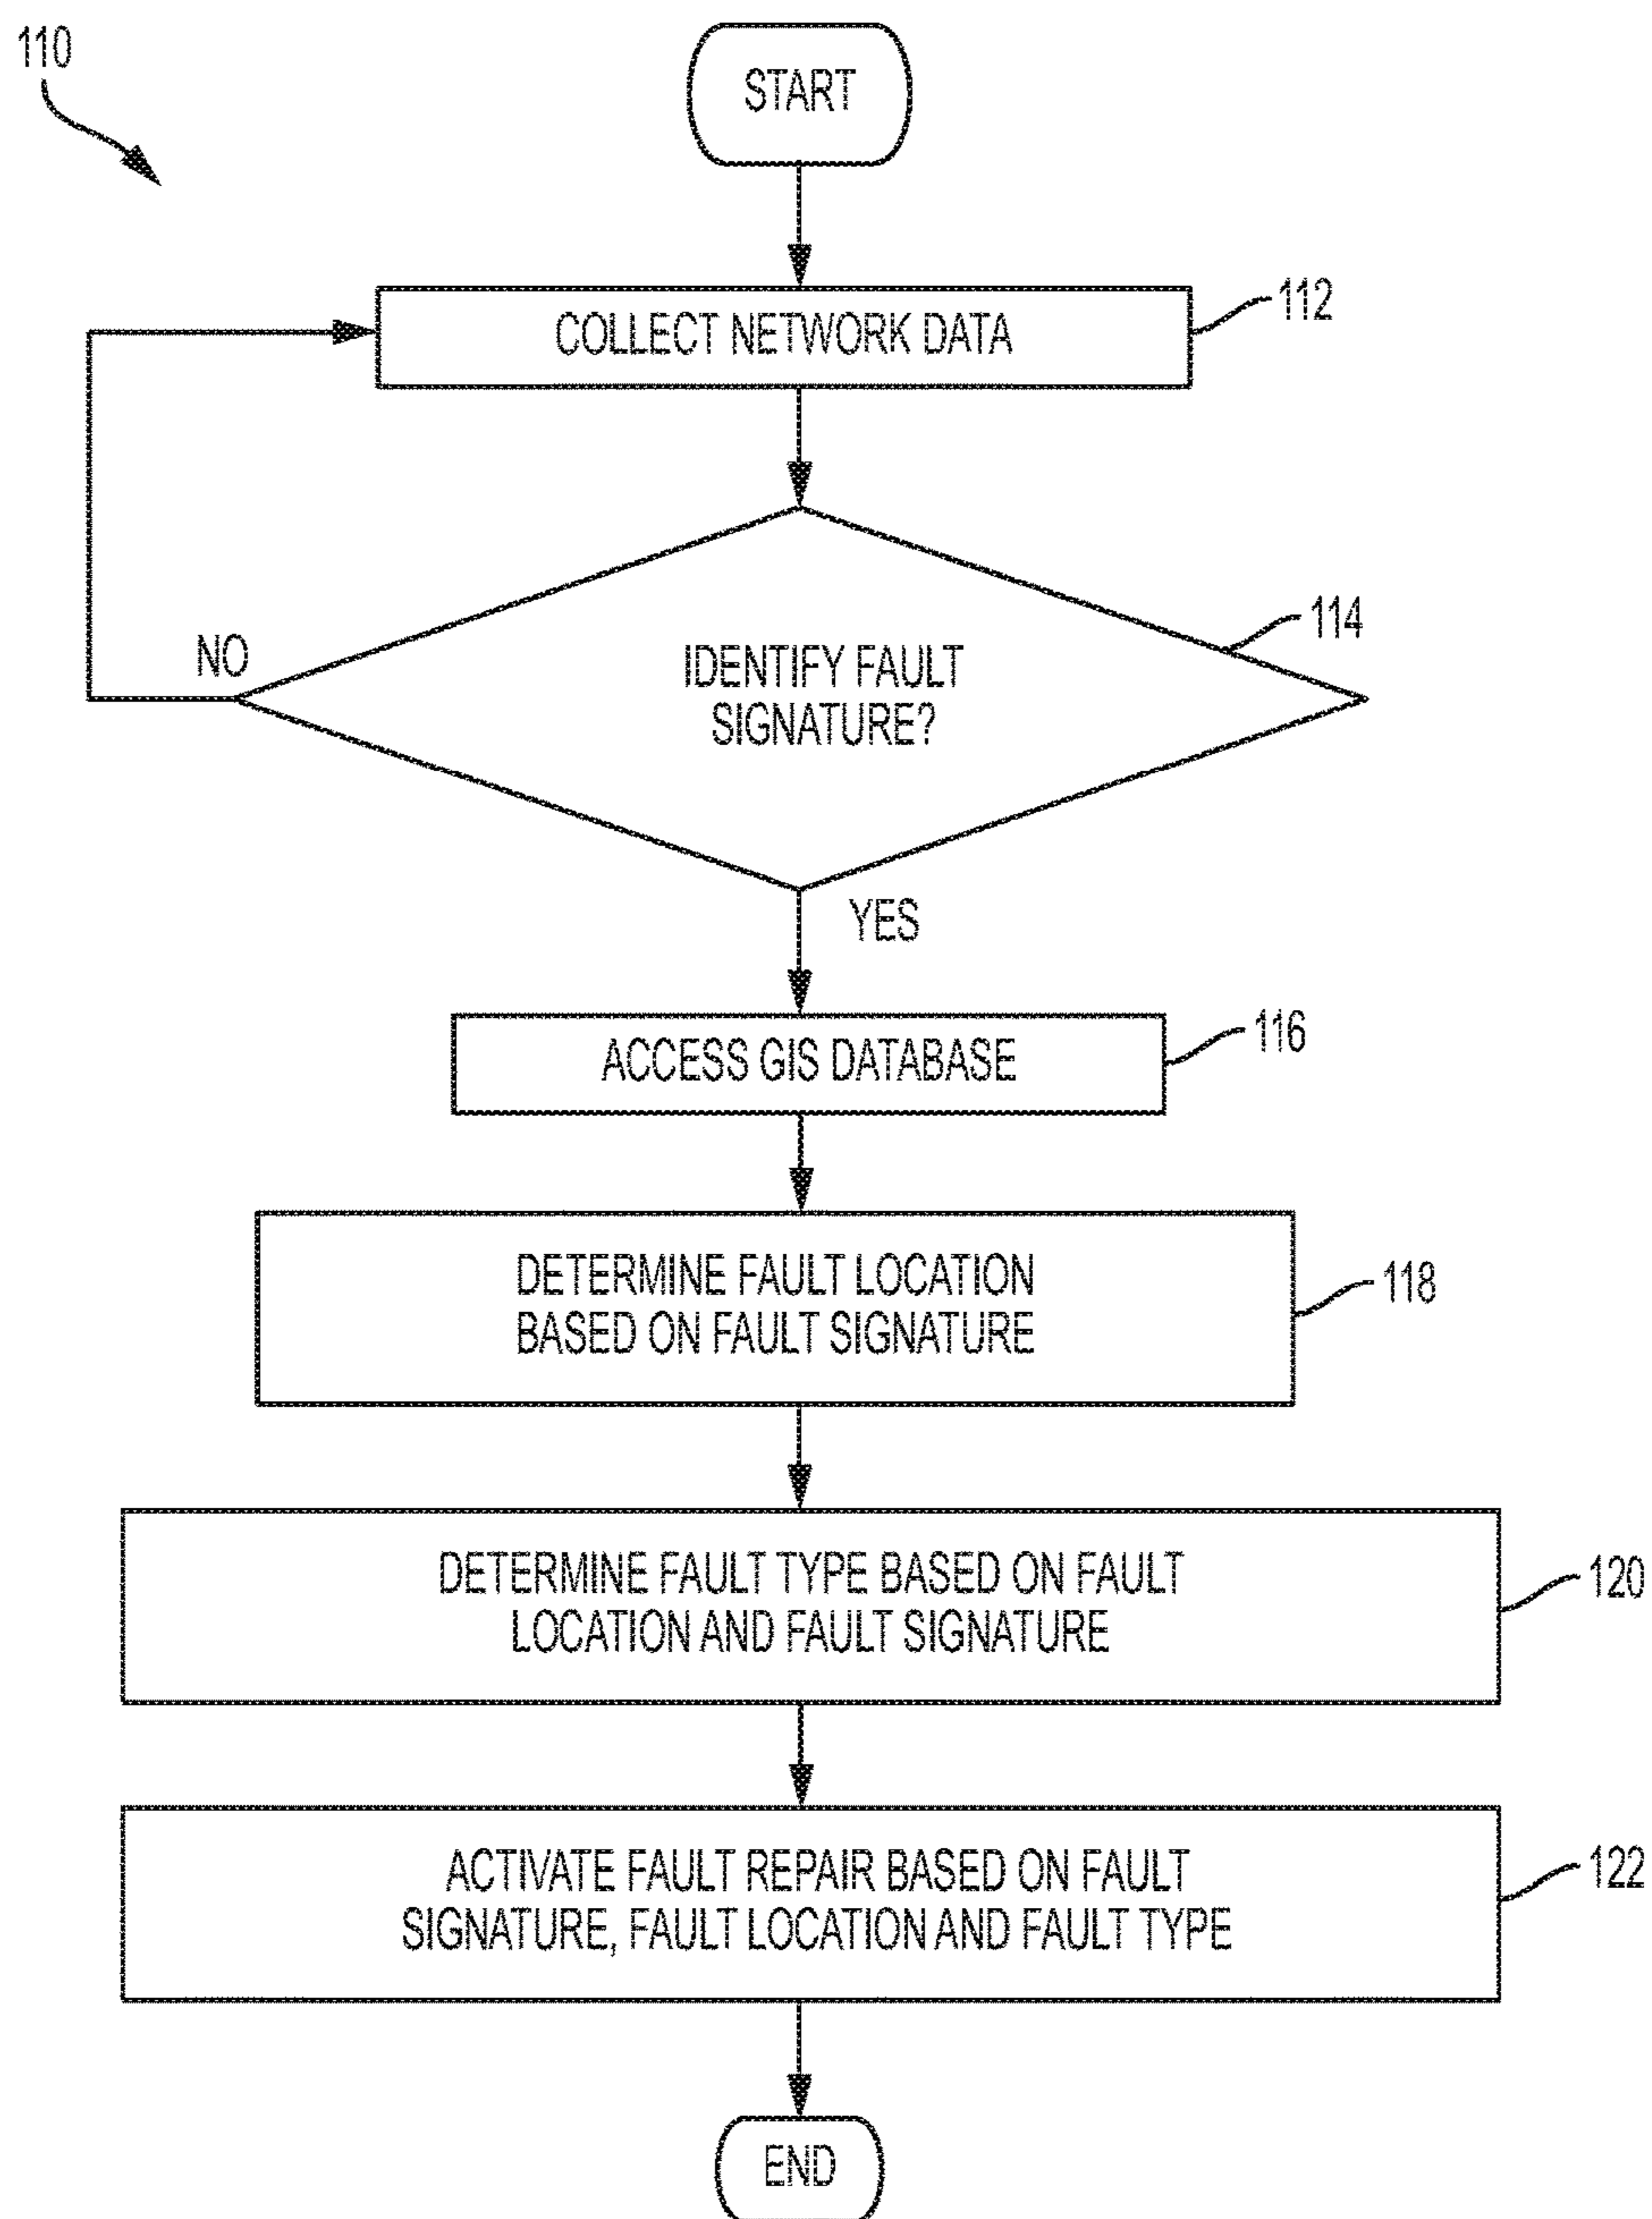 110
START
COLLECT NETWORK DATA
112
114
NO
IDENTIFY FAULT
SIGNATURE?
YES
ACCESS GIS DATABASE
116
DETERMINE FAULT LOCATION
BASED ON FAULT SIGNATURE
118
DETERMINE FAULT TYPE BASED ON FAULT
LOCATION AND FAULT SIGNATURE
120
ACTIVATE FAULT REPAIR BASED ON FAULT
SIGNATURE, FAULT LOCATION AND FAULT TYPE
122
END